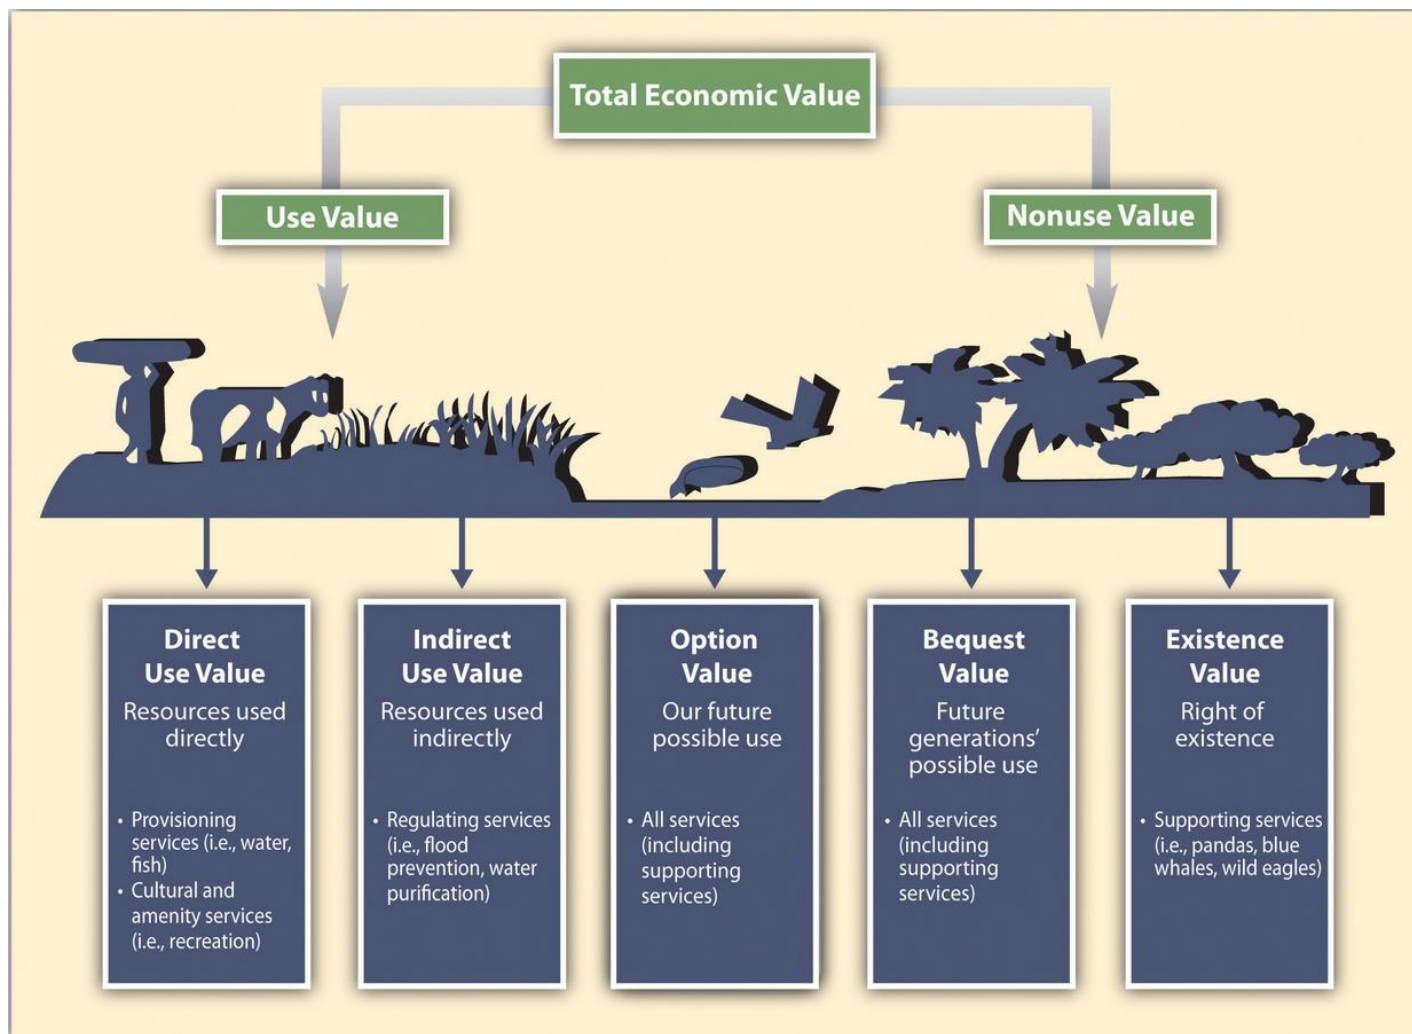 Total Economic Value
Use Value
Nonuse Value
Direct
Use Value
Resources used
directly
• Provisioning
services (i.e., water,
fish)
• Cultural and
amenity services
(i.e., recreation)
Indirect
Use Value
Resources used
indirectly
• Regulating services
(i.e., flood
prevention, water
purification)
Option
Value
Our future
possible use
• All services
(including
supporting
services)
Bequest
Value
Future
generations’
possible use
• All services
(including
supporting
services)
Existence
Value
Right of
existence
• Supporting services
(i.e., pandas, blue
whales, wild eagles)